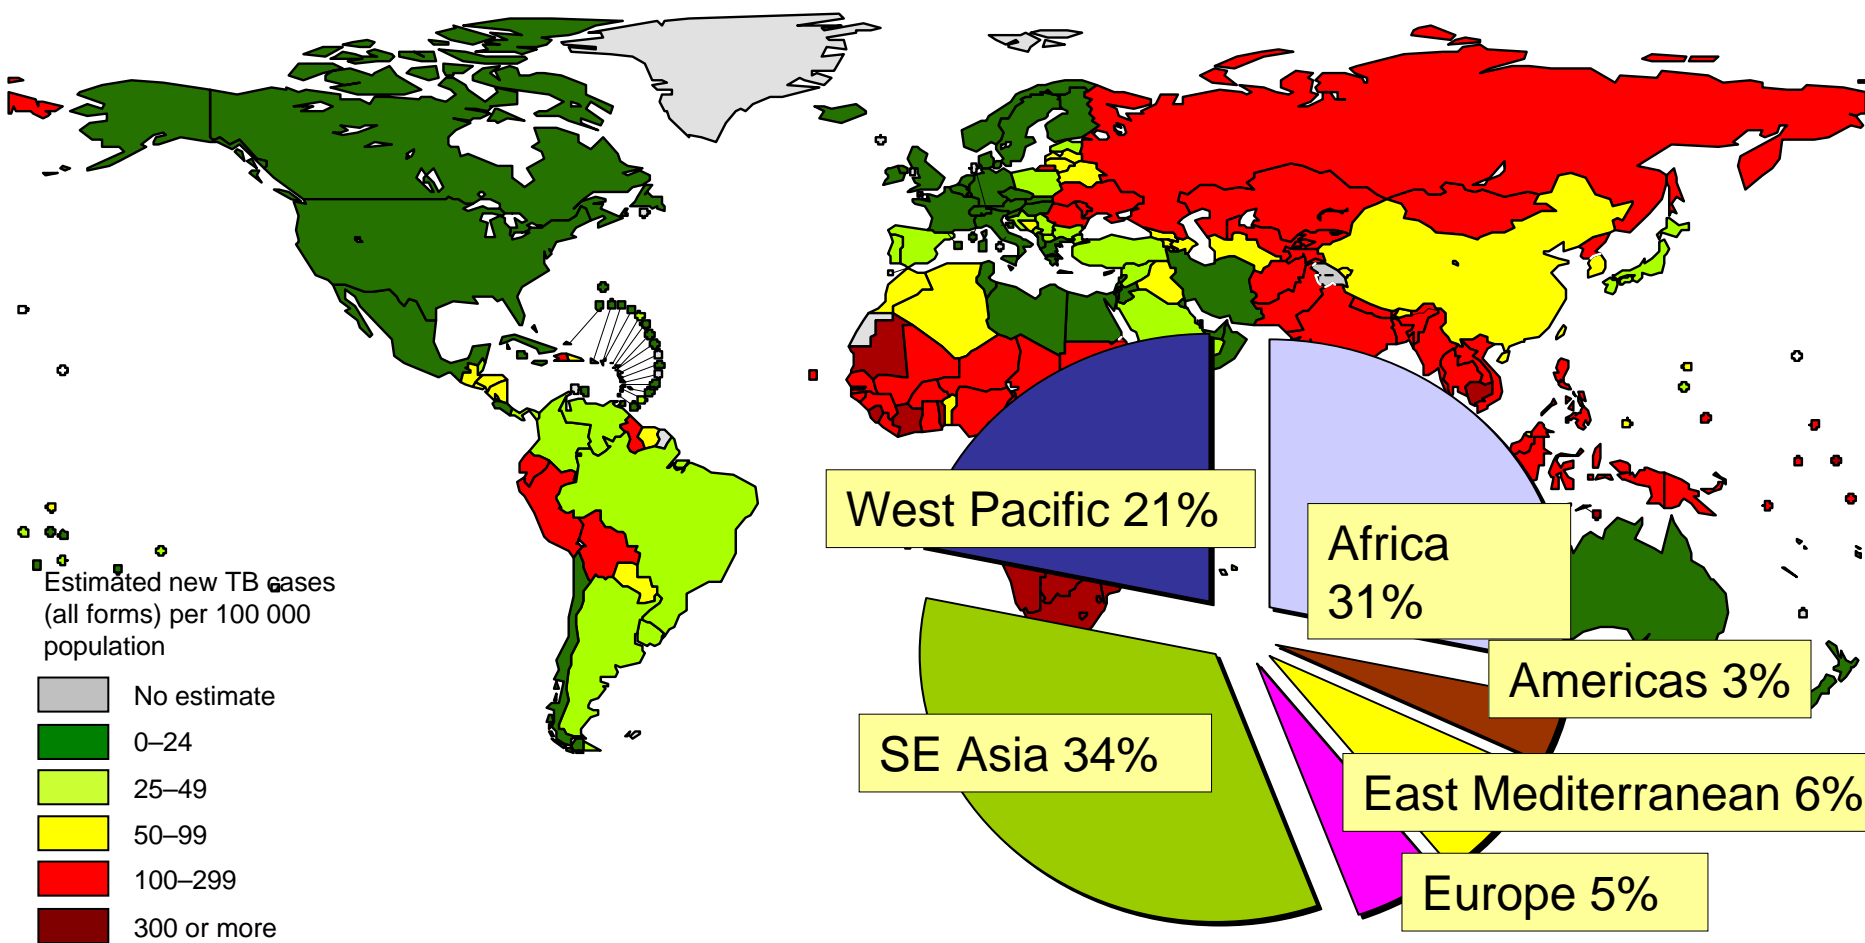 West Pacific 21%
Africa
31%
Americas 3%
SE Asia 34%
East Mediterranean 6%
Europe 5%
Estimated new TB cases
(all forms) per 100 000
population
No estimate
0–24
25–49
50–99
100–299
300 or more